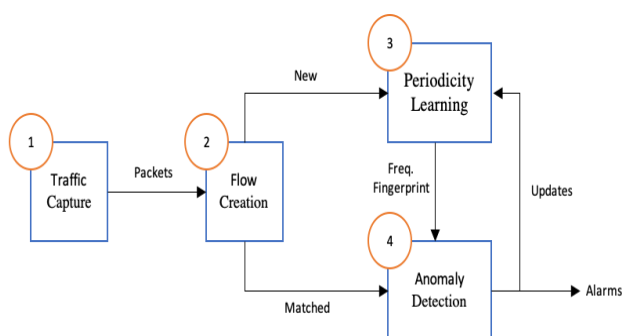 1
Traffic
Capture
Packets
2
Flow
Creation
New
3
Periodicity
Learning
Freq.
Fingerprint
Updates
4
Anomaly
Detection
Matched
Alarms